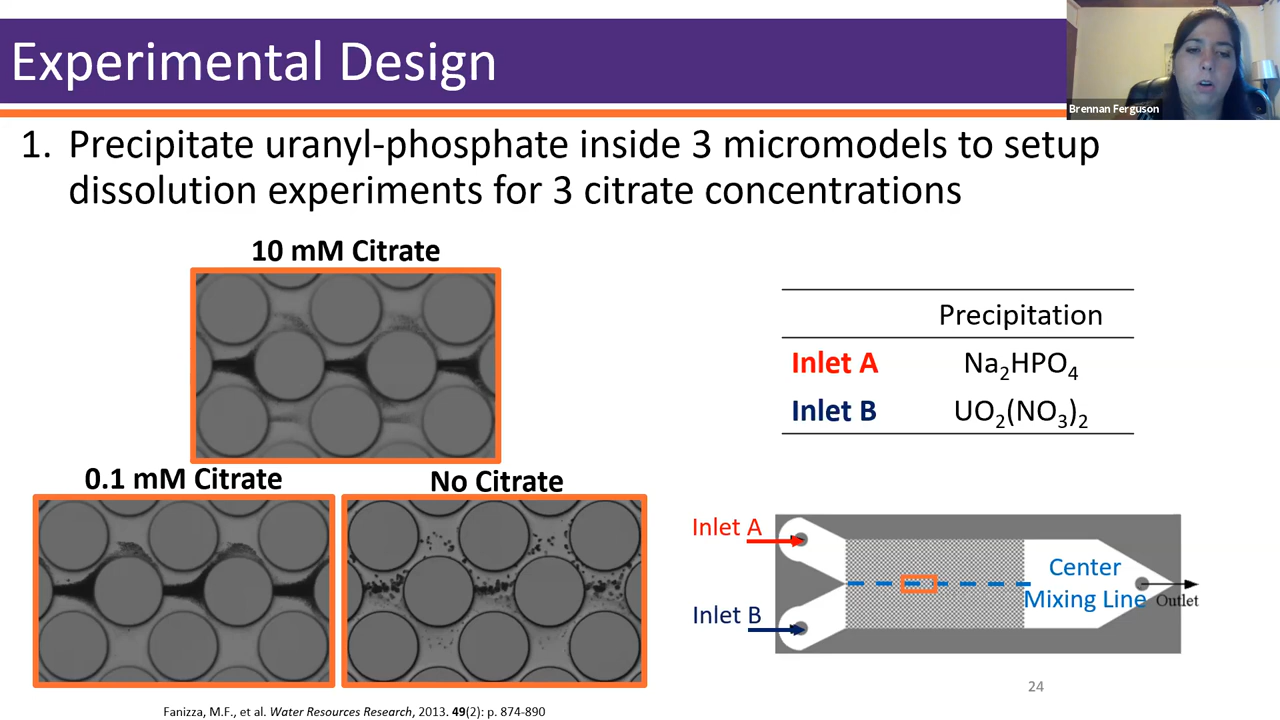 Experimental Design
Brennan Ferguson
1. Precipitate uranyl-phosphate inside 3 micromodels to setup
dissolution experiments for 3 citrate concentrations
10 mM Citrate
0.1 mM Citrate
No Citrate
Precipitation
Inlet A Na₂HPO₄
Inlet B UO₂(NO₃)₂
Inlet A
Inlet B
Center
Mixing Line
Outlet
24
Fanizza, M.F., et al. Water Resources Research, 2013. 49(2): p. 874-890